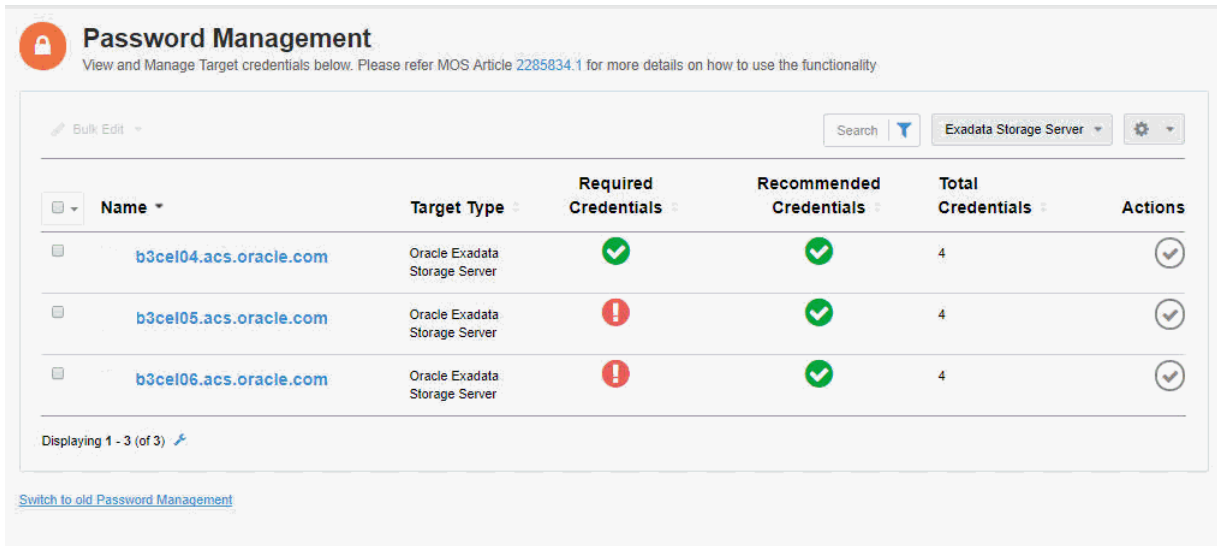 Password Management
View and Manage Target credentials below. Please refer MOS Article 2285834.1 for more details on how to use the functionality
Bulk Edit
Search
Exadata Storage Server
Name
Target Type
Required
Credentials
Recommended
Credentials
Total
Credentials
Actions
b3cel04.acs.oracle.com
Oracle Exadata
Storage Server
4
b3cel05.acs.oracle.com
Oracle Exadata
Storage Server
4
b3cel06.acs.oracle.com
Oracle Exadata
Storage Server
4
Displaying 1 - 3 (of 3)
Switch to old Password Management